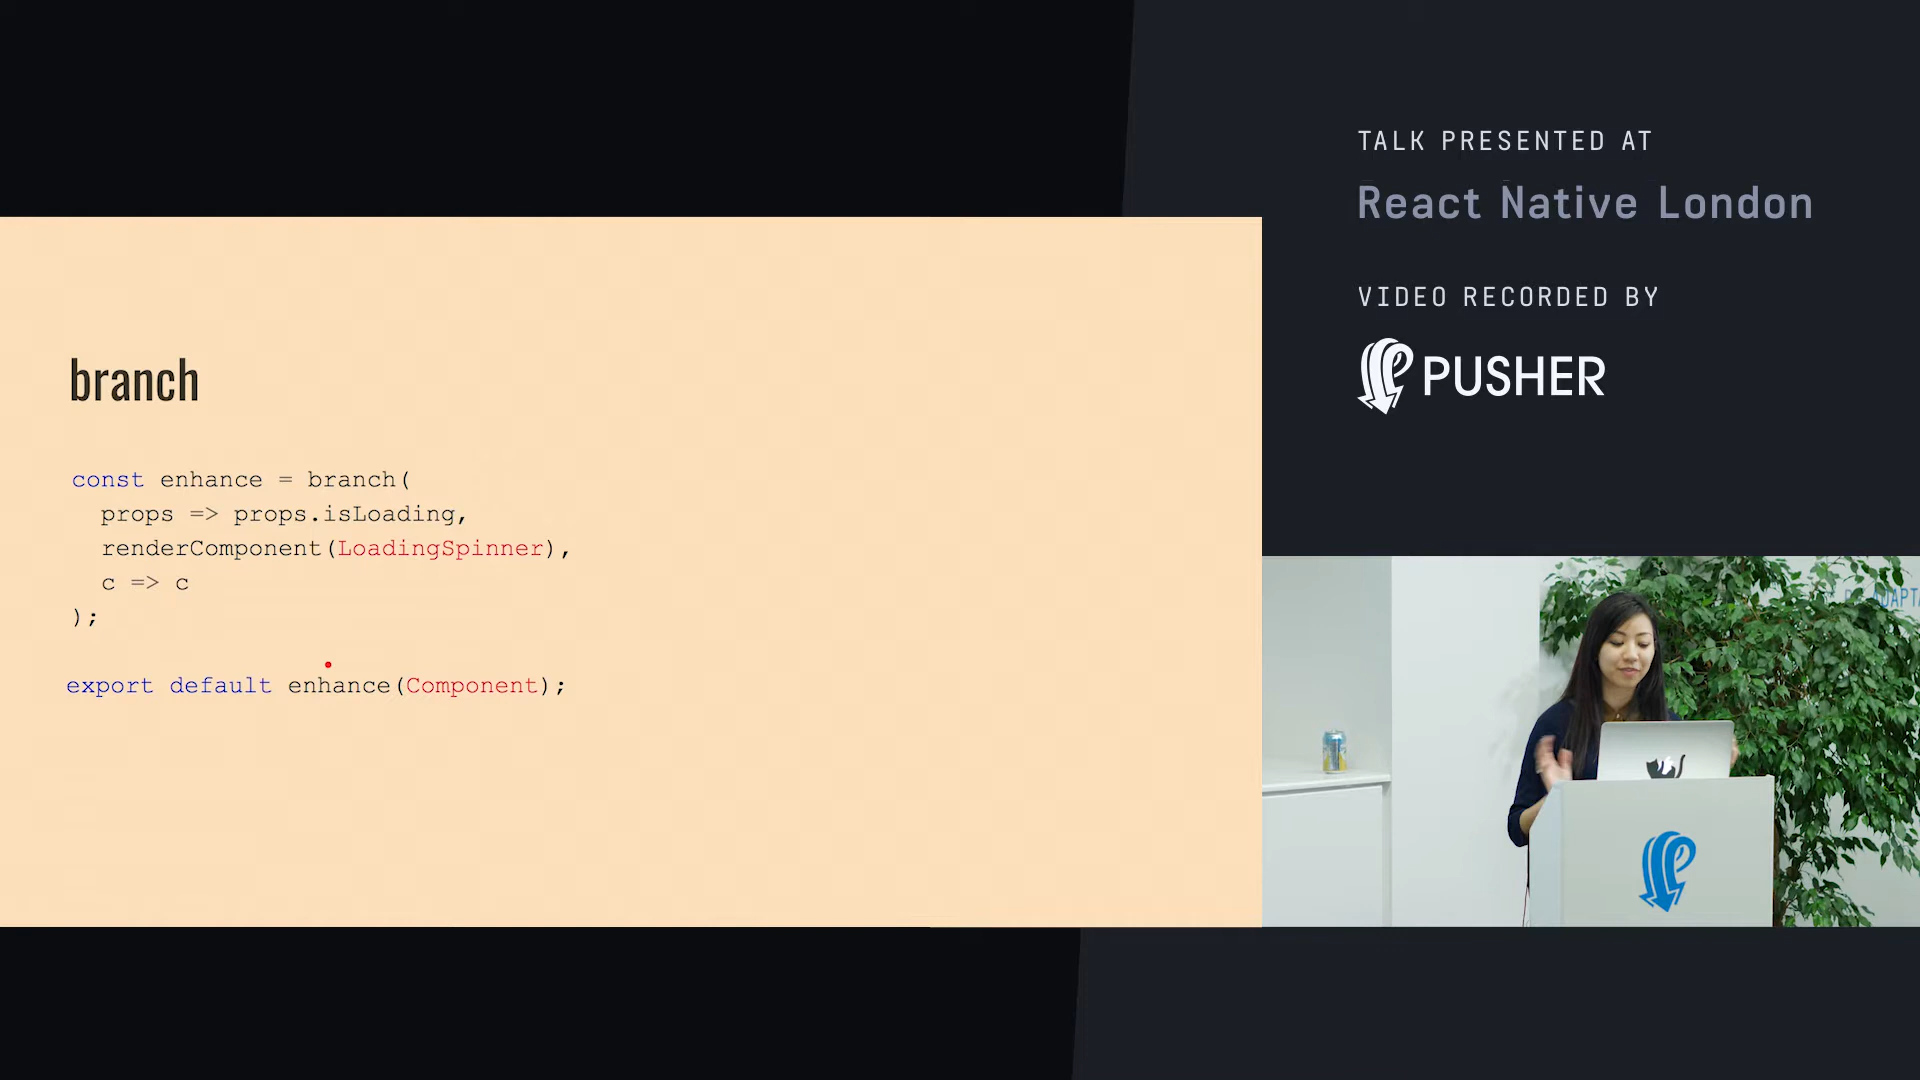 TALK PRESENTED AT
React Native London
VIDEO RECORDED BY
PUSHER
branch
const enhance = branch(
props => props.isLoading,
renderComponent(LoadingSpinner),
c => c
);
export default enhance(Component);